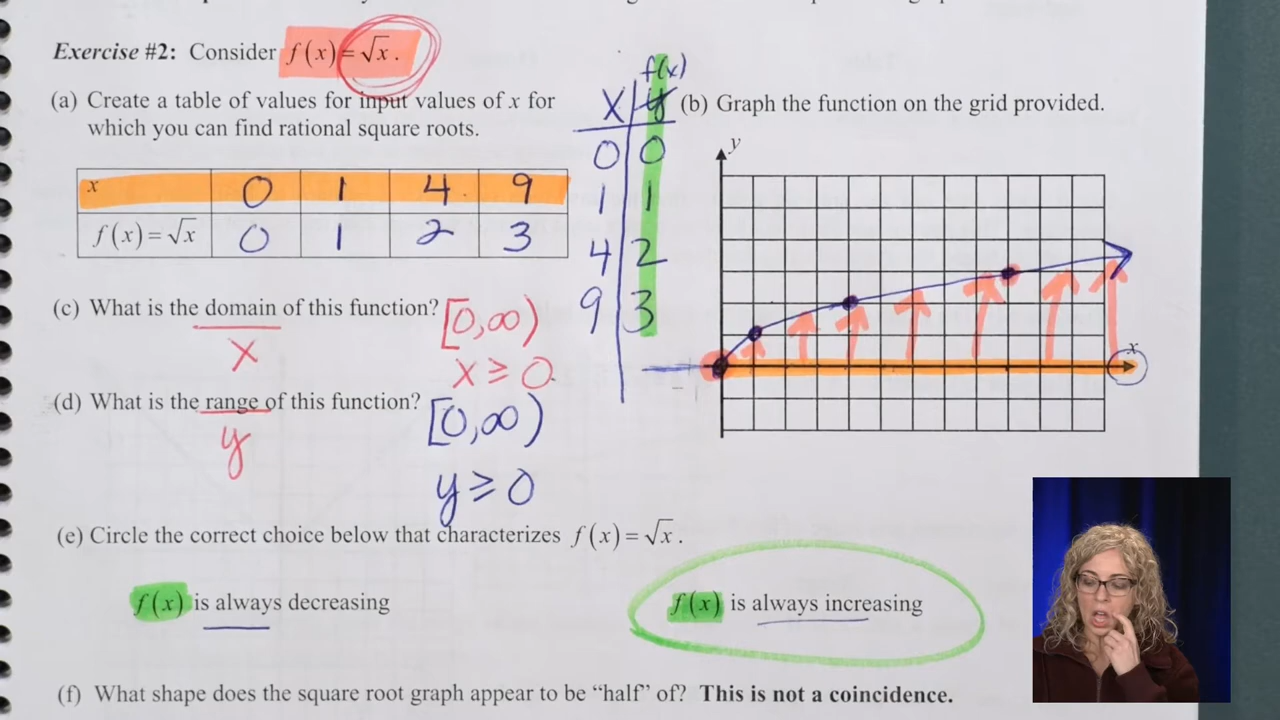 Exercise #2: Consider f(x)=√x.
(a) Create a table of values for input values of x for
which you can find rational square roots.
x 0 1 4 9
f(x)=√x 0 1 2 3
f(x)
X y
0 0
1 1
4 2
9 3
(b) Graph the function on the grid provided.
y
x
(c) What is the domain of this function? [0,∞)
x x ≥ 0
(d) What is the range of this function? [0,∞)
y y ≥ 0
(e) Circle the correct choice below that characterizes f(x)=√x.
f(x) is always decreasing
f(x) is always increasing
(f) What shape does the square root graph appear to be “half” of? This is not a coincidence.